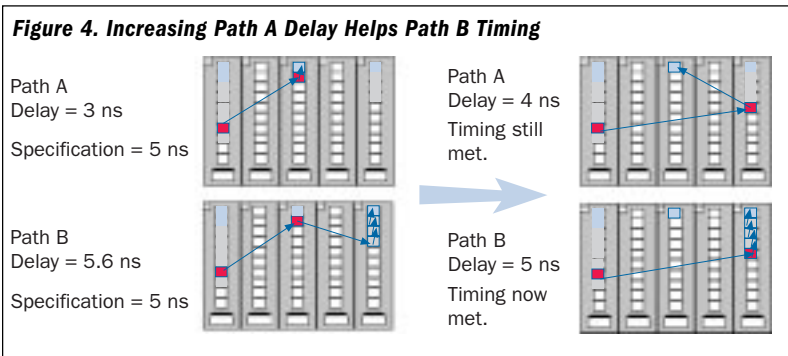 Figure 4. Increasing Path A Delay Helps Path B Timing
Path A
Delay = 3 ns
Specification = 5 ns
Path B
Delay = 5.6 ns
Specification = 5 ns
Path A
Delay = 4 ns
Timing still
met.
Path B
Delay = 5 ns
Timing now
met.